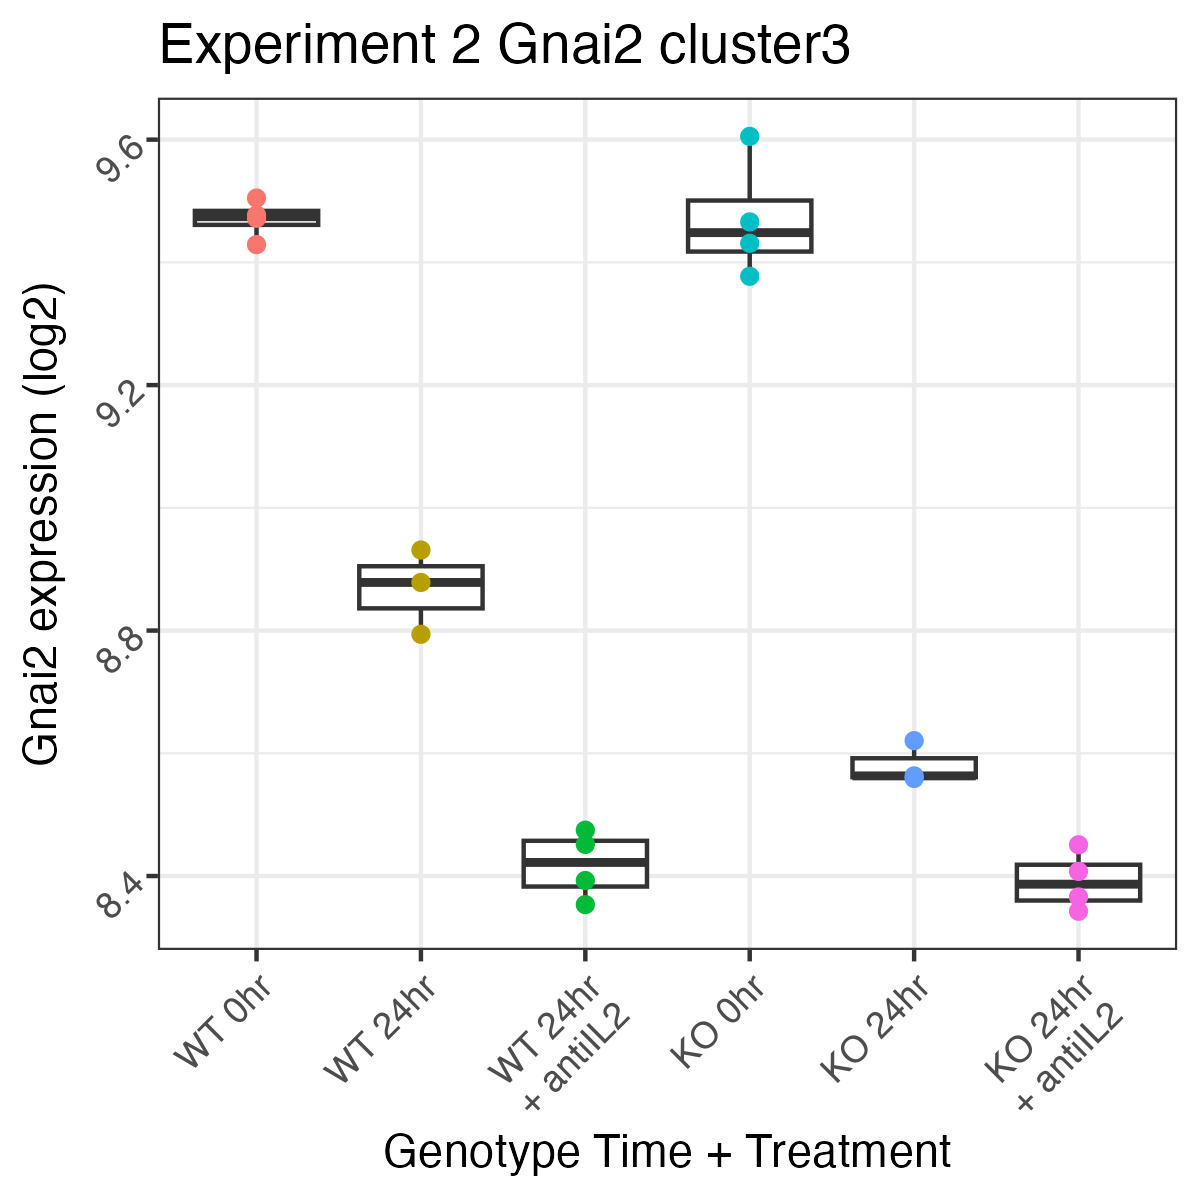 Experiment 2 Gnai2 cluster3
Gnai2 expression (log2)
9.6
9.2
8.8
8.4
WT 0hr
WT 24hr
WT 24hr
+ antiIL2
KO 0hr
KO 24hr
KO 24hr
+ antiIL2
Genotype Time + Treatment